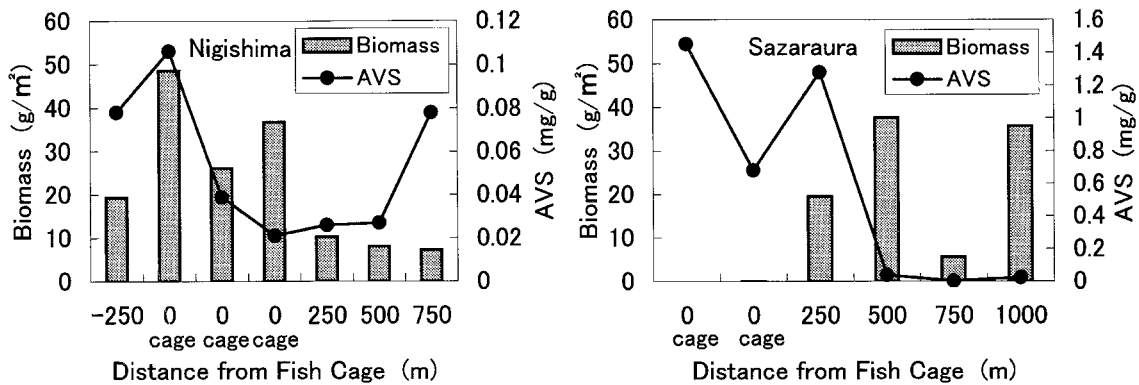 Nigishima
Biomass
AVS
60
50
40
30
20
10
0
Biomass (g/m²)
0.12
0.1
0.08
0.06
0.04
0.02
0
AVS (mg/g)
-250 0 0 0 250 500 750
cage cage cage
Distance from Fish Cage (m)
Sazaraura
Biomass
AVS
60
50
40
30
20
10
0
Biomass (g/m²)
1.6
1.4
1.2
1
0.8
0.6
0.4
0.2
0
AVS (mg/g)
0 0 250 500 750 1000
cage cage
Distance from Fish Cage (m)